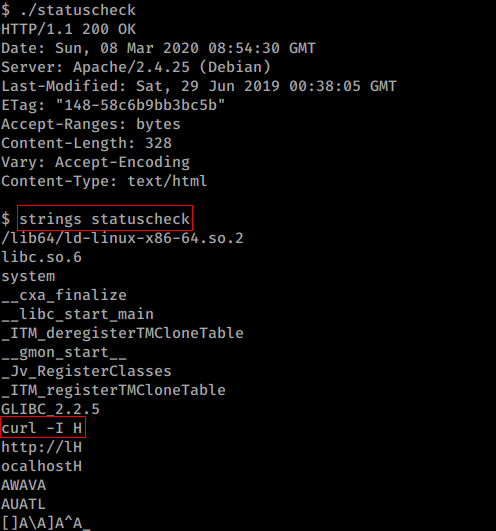 $ ./statuscheck
HTTP/1.1 200 OK
Date: Sun, 08 Mar 2020 08:54:30 GMT
Server: Apache/2.4.25 (Debian)
Last-Modified: Sat, 29 Jun 2019 00:38:05 GMT
ETag: "148-58c6b9bb3bc5b"
Accept-Ranges: bytes
Content-Length: 328
Vary: Accept-Encoding
Content-Type: text/html
$ strings statuscheck
/lib64/ld-linux-x86-64.so.2
libc.so.6
system
__cxa_finalize
__libc_start_main
_ITM_deregisterTMCloneTable
__gmon_start__
_Jv_RegisterClasses
_ITM_registerTMCloneTable
GLIBC_2.2.5
curl -I H
http://lH
ocalhostH
AWAVA
AUATL
[]A\A]A^A_